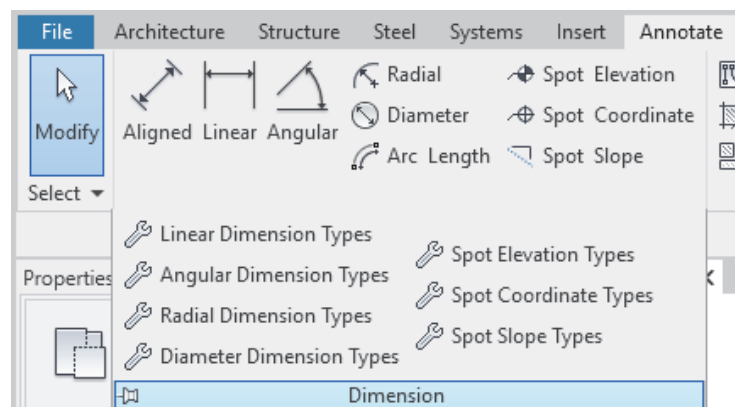 File Architecture Structure Steel Systems Insert Annotate
Radial Spot Elevation
Modify Aligned Linear Angular Diameter Spot Coordinate
Arc Length Spot Slope
Select
Linear Dimension Types
Spot Elevation Types
Properties Angular Dimension Types
Spot Coordinate Types
Radial Dimension Types
Spot Slope Types
Diameter Dimension Types
Dimension